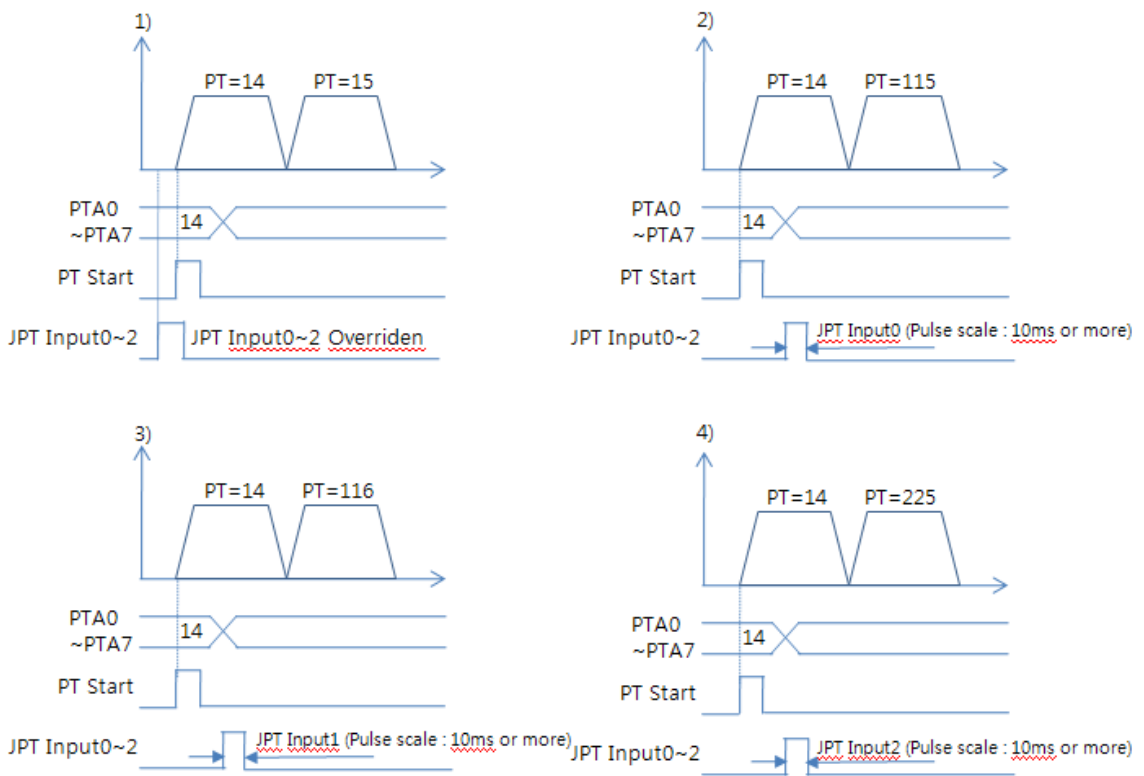 1)
PT=14 PT=15
PTA0
~PTA7
14
PT Start
JPT Input0~2
JPT Input0~2 Overriden
2)
PT=14 PT=115
PTA0
~PTA7
14
PT Start
JPT Input0~2
JPT Input0 (Pulse scale : 10ms or more)
3)
PT=14 PT=116
PTA0
~PTA7
14
PT Start
JPT Input0~2
JPT Input1 (Pulse scale : 10ms or more)
4)
PT=14 PT=225
PTA0
~PTA7
14
PT Start
JPT Input0~2
JPT Input2 (Pulse scale : 10ms or more)